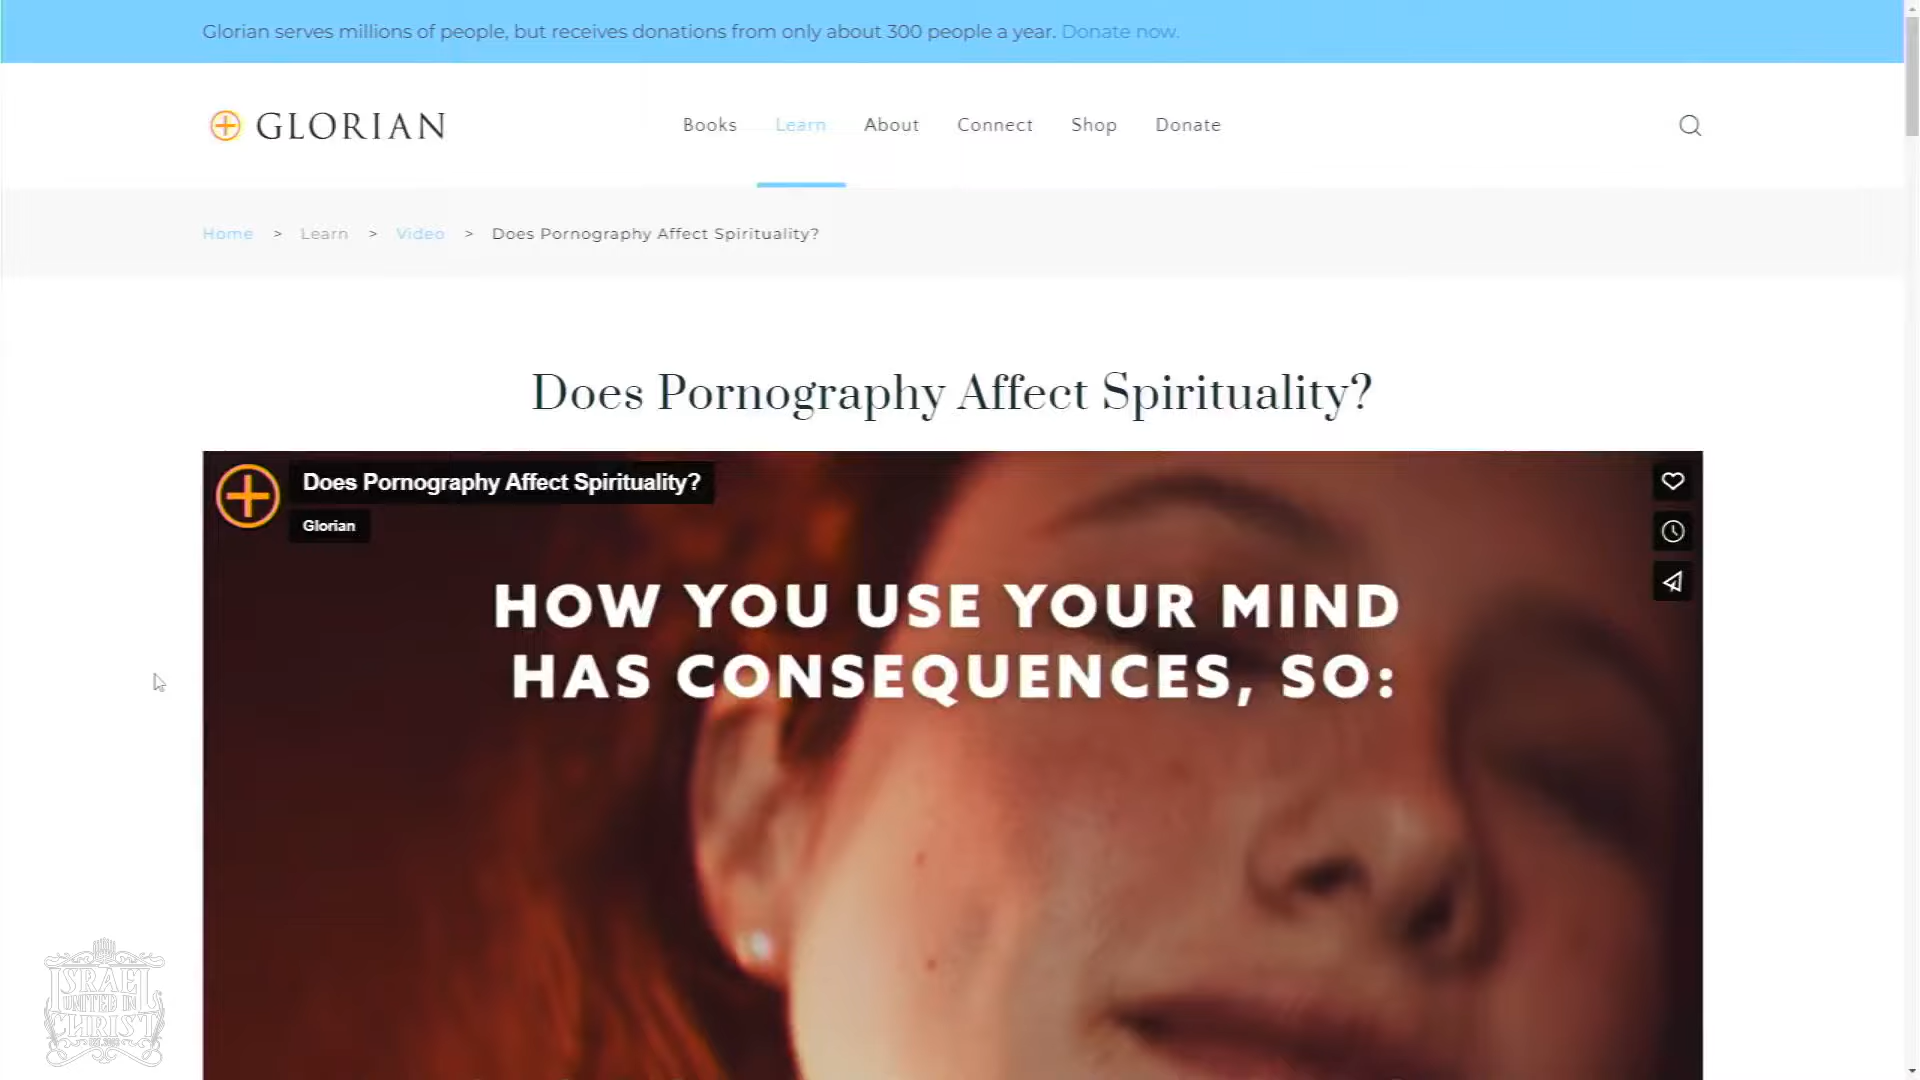 Glorian serves millions of people, but receives donations from only about 300 people a year. Donate now.
GLORIAN
Books Learn About Connect Shop Donate
Home > Learn > Video > Does Pornography Affect Spirituality?
Does Pornography Affect Spirituality?
Does Pornography Affect Spirituality?
Glorian
HOW YOU USE YOUR MIND
HAS CONSEQUENCES, SO:
ISRAEL
UNITED IN
CHRIST